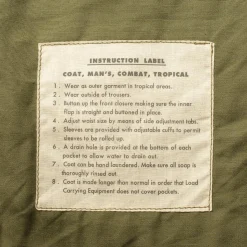 INSTRUCTION LABEL
COAT, MAN'S, COMBAT, TROPICAL
1 . Wear as outer garment in tropical areas.
2 . Wear outside of trousers.
3 . Button up the front closure making sure the inner
flap is straight and buttoned in place.
4 . Adjust waist size by means of side adjustment tabs.
5 . Sleeves are provided with adjustable cuffs to permit
sleeves to be rolled up.
6 . A drain hole is provided at the bottom of each
pocket to allow water to drain out.
7 . Coat can be hand laundered. Make sure all soap is
thoroughly rinsed out.
8 . Coat is made longer than normal in order that Load
Carrying Equipment does not cover pockets.